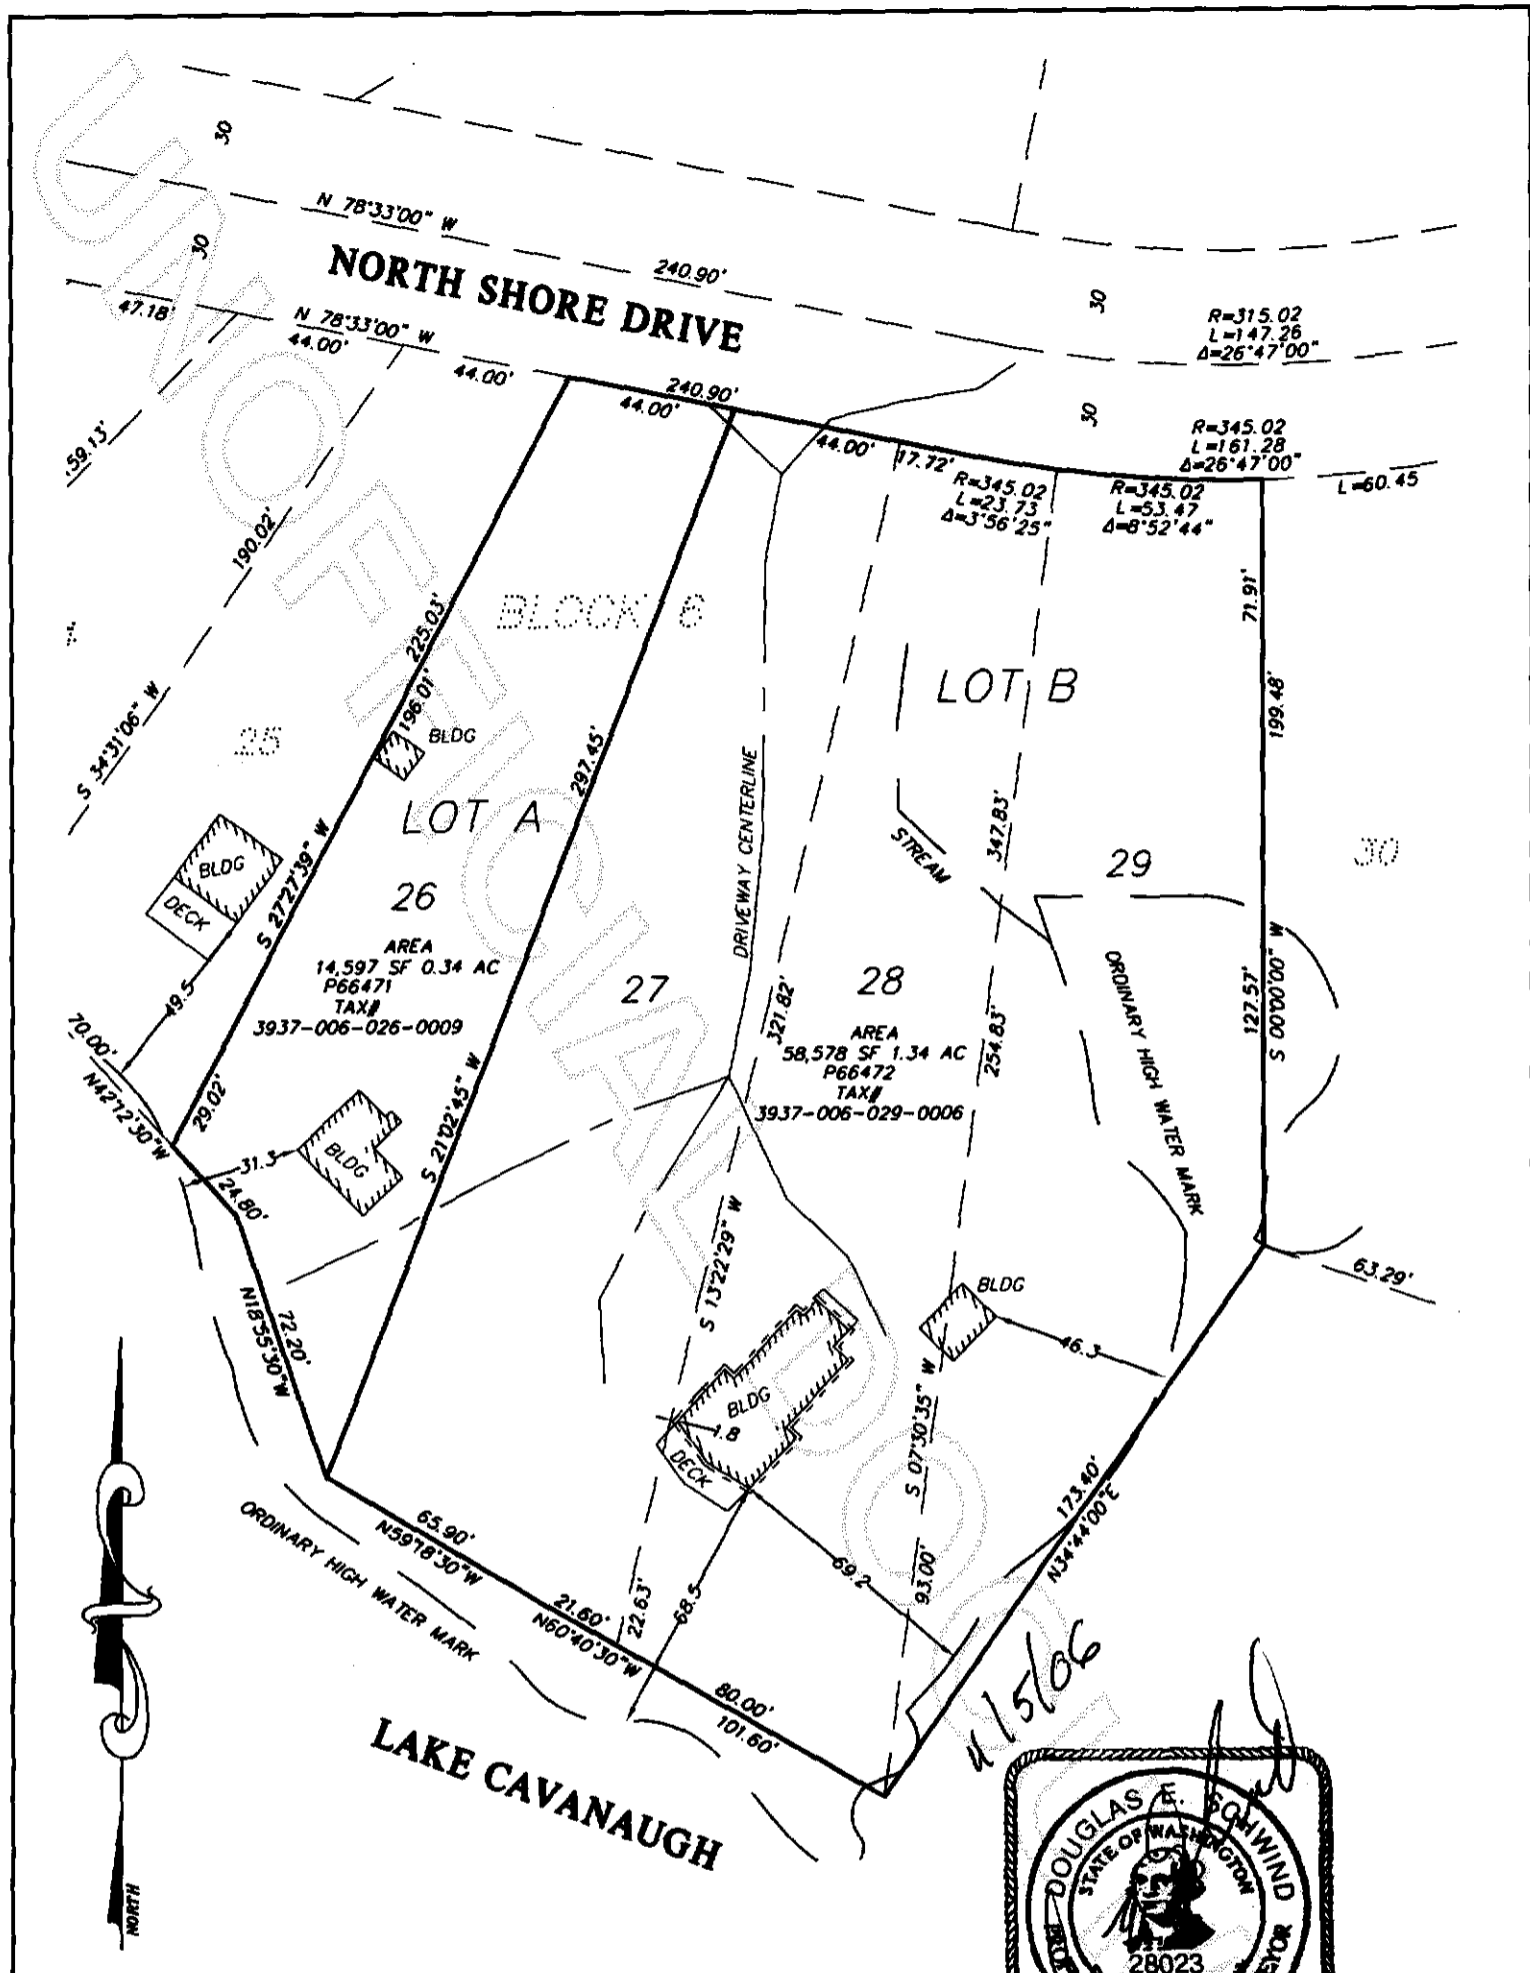 UNOFFICIAL DOCUMENT
30
N 78°33'00" W
30
240.90'
NORTH SHORE DRIVE
47.18'
N 78°33'00" W
44.00'
44.00'
30
R=315.02
L=147.26
Δ=26°47'00"
240.90'
44.00'
44.00'
17.72'
30
R=345.02
L=161.28
Δ=26°47'00"
R=345.02
L=23.73
Δ=3°56'25"
R=345.02
L=53.47
Δ=8°52'44"
L=60.45
59.13'
190.02'
S 34°31'06" W
225.03'
196.01'
BLOCK 6
25
BLDG
LOT A
297.45'
LOT B
71.91'
199.48'
BLDG
DECK
S 27°27'39" W
26
AREA
14,597 SF 0.34 AC
P66471
TAX#
3937-006-026-0009
DRIVEWAY CENTERLINE
STREAM
347.83'
29
30
27
28
321.82'
AREA
58,578 SF 1.34 AC
P66472
TAX#
3937-006-029-0006
254.83'
ORDINARY HIGH WATER MARK
127.57'
S 00°00'00" W
49.5
70.00'
N42°12'30"W
29.02'
31.3
24.80'
BLDG
S 21°02'45" W
N18°55'30"W
72.20'
S 13°22'29" W
BLDG
46.3
63.29'
BLDG
1.8
DECK
S 07°30'35" W
173.40'
N34°44'00"E
65.90'
N59°18'30"W
ORDINARY HIGH WATER MARK
21.60'
N60°40'30"W
22.63'
68.5
69.2
93.00'
80.00'
101.60'
LAKE CAVANAUGH
NORTH
4/5/06
DOUGLAS E. SCHWIND
STATE OF WASHINGTON
28023